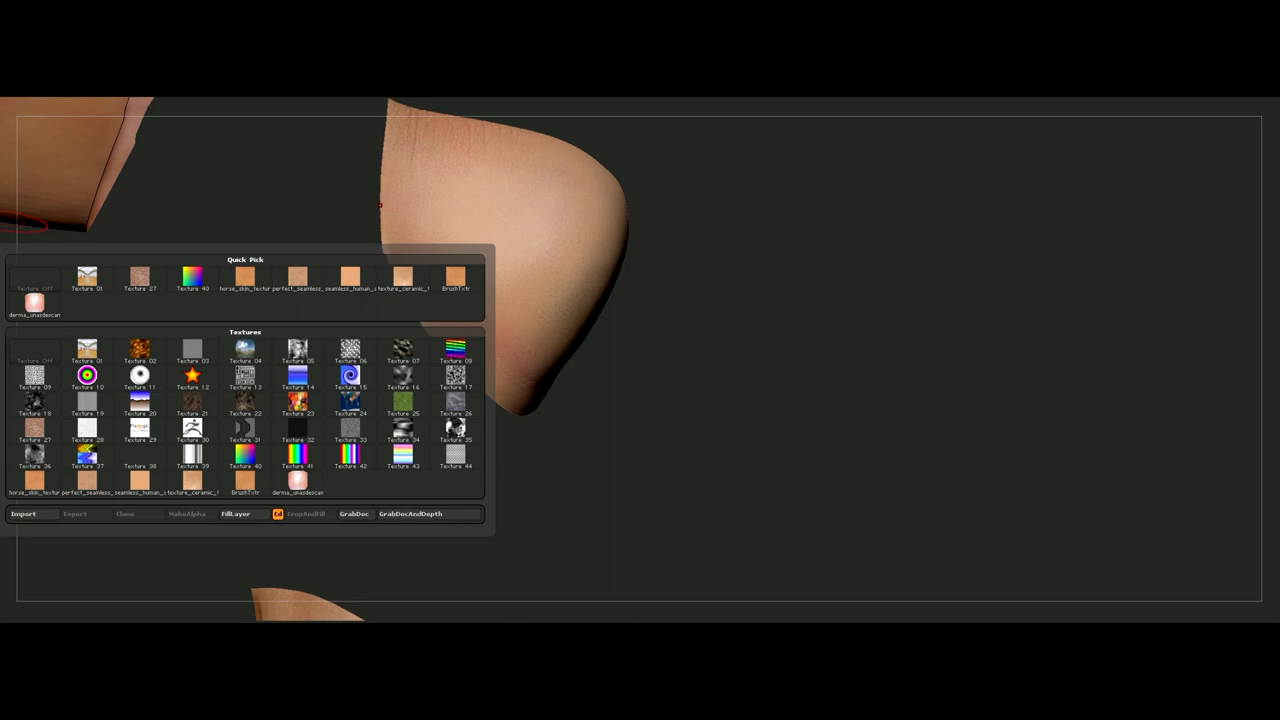 Quick Pick
Texture Off Texture 01 Texture 27 Texture 40 horse_skin_textur perfect_seamless_ seamless_human_s texture_ceramic_t BrushTxtr
derma_unasdescan
Textures
Texture Off Texture 01 Texture 02 Texture 03 Texture 04 Texture 05 Texture 06 Texture 07 Texture 08
Texture 09 Texture 10 Texture 11 Texture 12 Texture 13 Texture 14 Texture 15 Texture 16 Texture 17
Texture 18 Texture 19 Texture 20 Texture 21 Texture 22 Texture 23 Texture 24 Texture 25 Texture 26
Texture 27 Texture 28 Texture 29 Texture 30 Texture 31 Texture 32 Texture 33 Texture 34 Texture 35
Texture 36 Texture 37 Texture 38 Texture 39 Texture 40 Texture 41 Texture 42 Texture 43 Texture 44
horse_skin_textur perfect_seamless_ seamless_human_s texture_ceramic_t BrushTxtr derma_unasdescan
Import Export Clone MakeAlpha FillLayer Cd CropAndFill GrabDoc GrabDocAndDepth